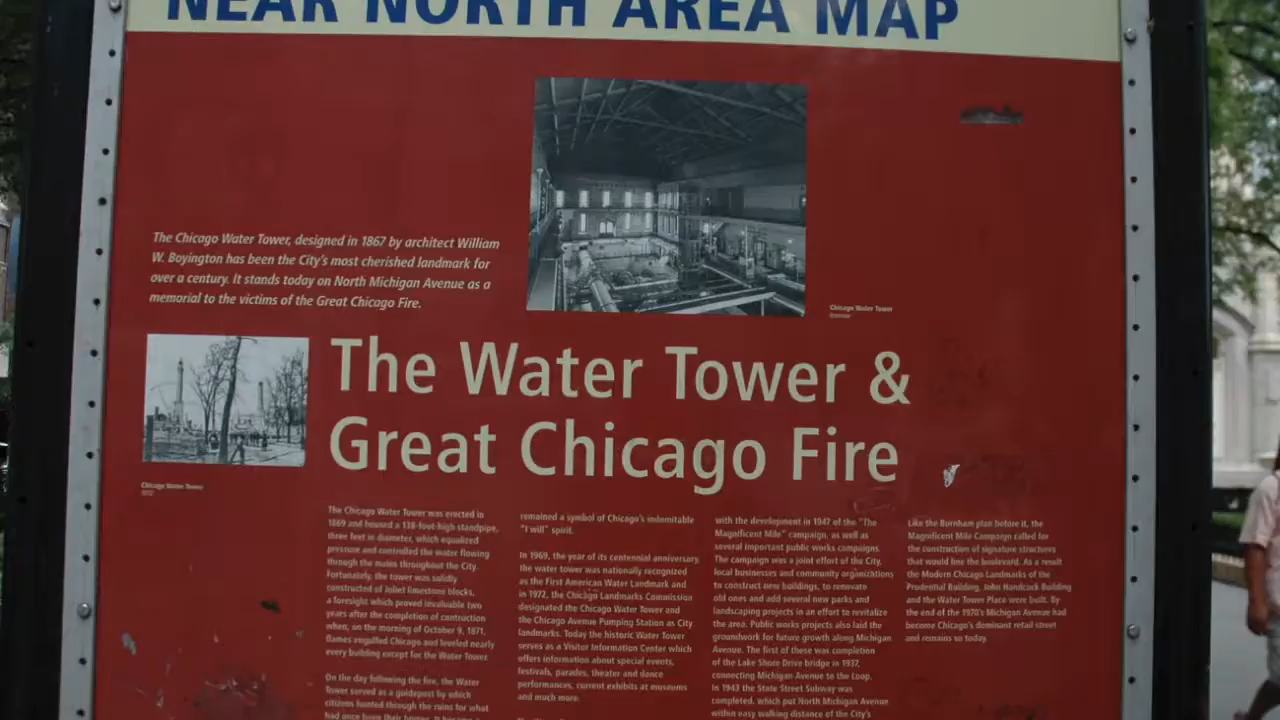 NEAR NORTH AREA MAP
The Chicago Water Tower, designed in 1867 by architect William
W. Boyington has been the City's most cherished landmark for
over a century. It stands today on North Michigan Avenue as a
memorial to the victims of the Great Chicago Fire.
Chicago Water Tower
The Water Tower &
Great Chicago Fire
Chicago Water Tower
1872
The Chicago Water Tower was erected in
1869 and housed a 138-foot-high standpipe,
three feet in diameter, which equalized
pressure and controlled the water flowing
through the mains throughout the City.
Fortunately, the tower was solidly
constructed of Joliet limestone blocks,
a foresight which proved invaluable two
years after the completion of contruction
when, on the morning of October 9, 1871,
flames engulfed Chicago and leveled nearly
every building except for the Water Tower.
On the day following the fire, the Water
Tower served as a guidepost by which
citizens hunted through the ruins for what
had once been their homes. It became
remained a symbol of Chicago's indomitable
"I will" spirit.
In 1969, the year of its centennial anniversary,
the water tower was nationally recognized
as the First American Water Landmark and
in 1972, the Chicago Landmarks Commission
designated the Chicago Water Tower and
the Chicago Avenue Pumping Station as City
landmarks. Today the historic Water Tower
serves as a Visitor Information Center which
offers information about special events,
festivals, parades, theater and dance
performances, current exhibits at museums
and much more.
with the development in 1947 of the "The
Magnificent Mile" campaign, as well as
several important public works campaigns.
The campaign was a joint effort of the City,
local businesses and community organizations
to construct new buildings, to renovate
old ones and add several new parks and
landscaping projects in an effort to revitalize
the area. Public works projects also laid the
groundwork for future growth along Michigan
Avenue. The first of these was completion
of the Lake Shore Drive bridge in 1937,
connecting Michigan Avenue to the Loop.
In 1943 the State Street Subway was
completed, which put North Michigan Avenue
within easy walking distance of the City's
Like the Burnham plan before it, the
Magnificent Mile Campaign called for
the construction of signature structures
that would line the boulevard. As a result
the Modern Chicago Landmarks of the
Prudential Building, John Handcock Building
and the Water Tower Place were built. By
the end of the 1970's Michigan Avenue had
become Chicago's dominant retail street
and remains so today.